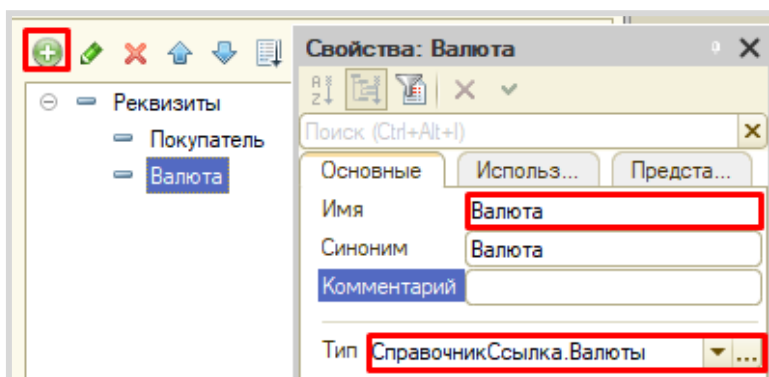 Свойства: Валюта
Реквизиты
Покупатель
Валюта
Поиск (Ctrl+Alt+I)
Основные Использ... Предста...
Имя Валюта
Синоним Валюта
Комментарий
Тип СправочникСсылка.Валюты ...